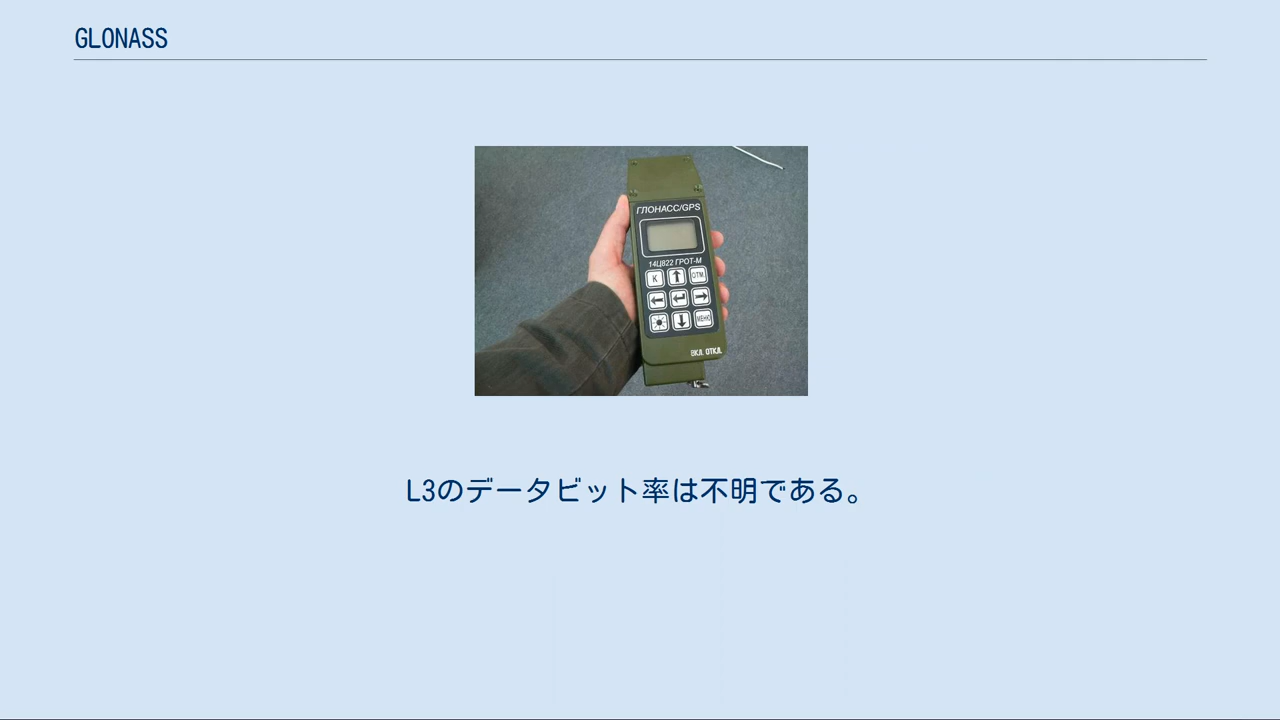 GLONASS
ГЛОНАСС/GPS
14Ц822 ГРОТ-М
К
ОТМ
МЕНЮ
ВКЛ. ОТКЛ.
L3のデータビット率は不明である。